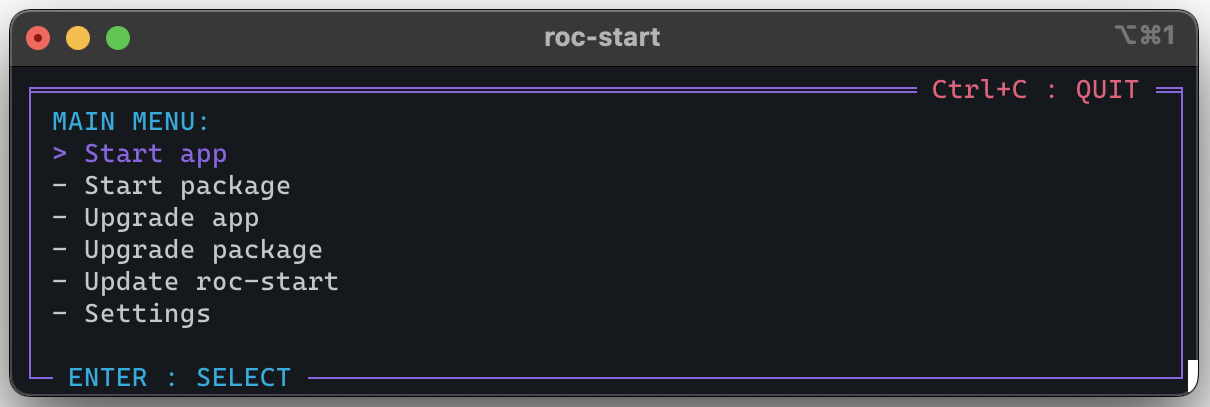 roc-start
⌥⌘1
Ctrl+C : QUIT
MAIN MENU:
> Start app
- Start package
- Upgrade app
- Upgrade package
- Update roc-start
- Settings
ENTER : SELECT